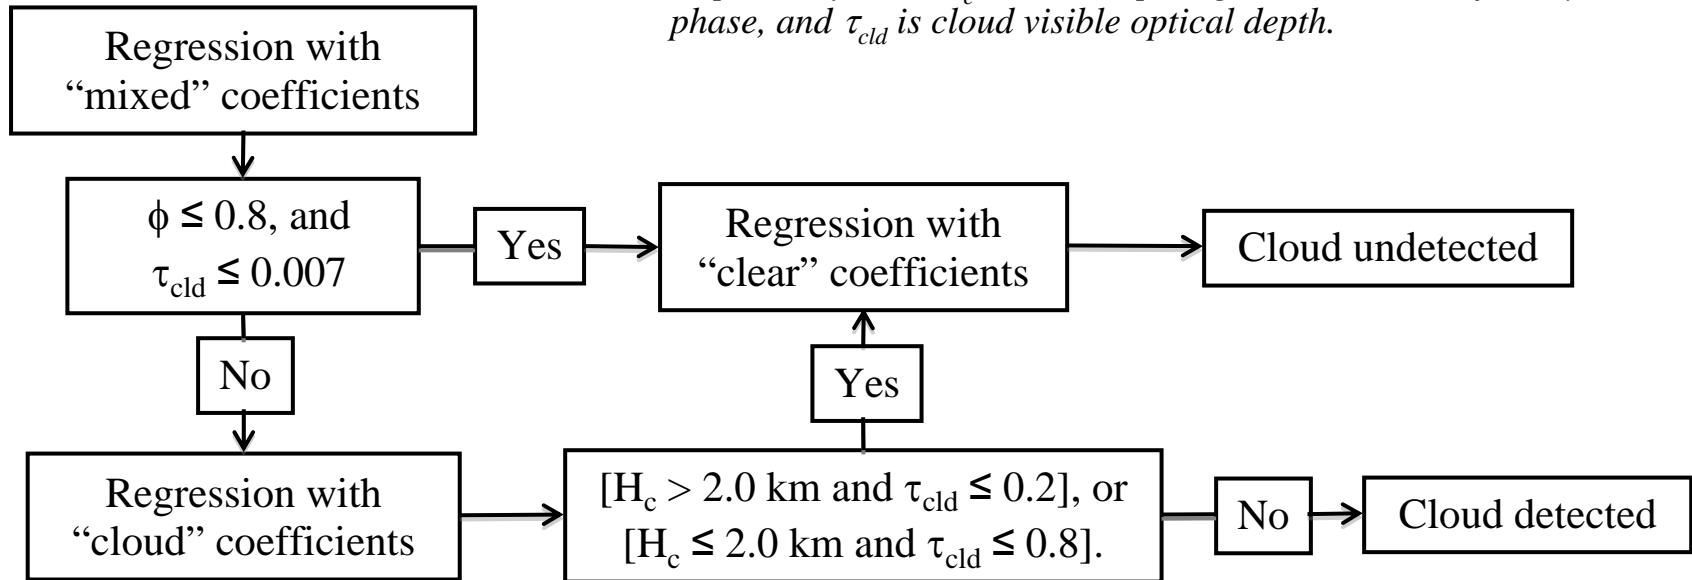 phase, and τcld is cloud visible optical depth.
Regression with
“mixed” coefficients
ϕ ≤ 0.8, and
τcld ≤ 0.007
Yes
Regression with
“clear” coefficients
Cloud undetected
No
Yes
Regression with
“cloud” coefficients
[Hc > 2.0 km and τcld ≤ 0.2], or
[Hc ≤ 2.0 km and τcld ≤ 0.8].
No
Cloud detected